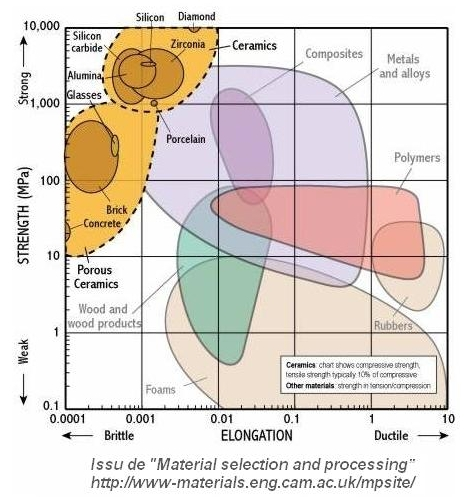 Silicon
Diamond
10,000
Silicon
carbide
Zirconia
Ceramics
Composites
Metals
and alloys
Alumina
Glasses
1,000
Porcelain
Polymers
100
Brick
Concrete
10
Porous
Ceramics
Wood and
wood products
Rubbers
1
Foams
Ceramics: chart shows compressive strength,
tensile strength typically 10% of compressive
Other materials: strength in tension/compression
0.1
Strong
STRENGTH (MPa)
Weak
0.0001
0.001
0.01
0.1
1
10
Brittle
ELONGATION
Ductile
Issu de "Material selection and processing"
http://www-materials.eng.cam.ac.uk/mpsite/